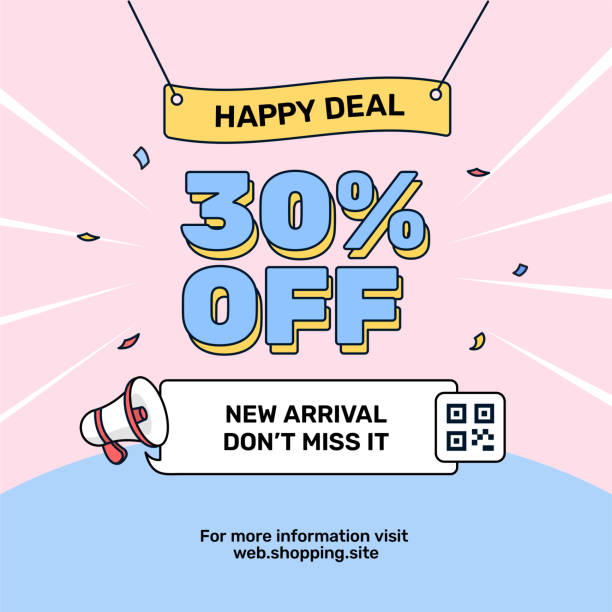 HAPPY DEAL
30%
OFF
NEW ARRIVAL
DON'T MISS IT
For more information visit
web.shopping.site